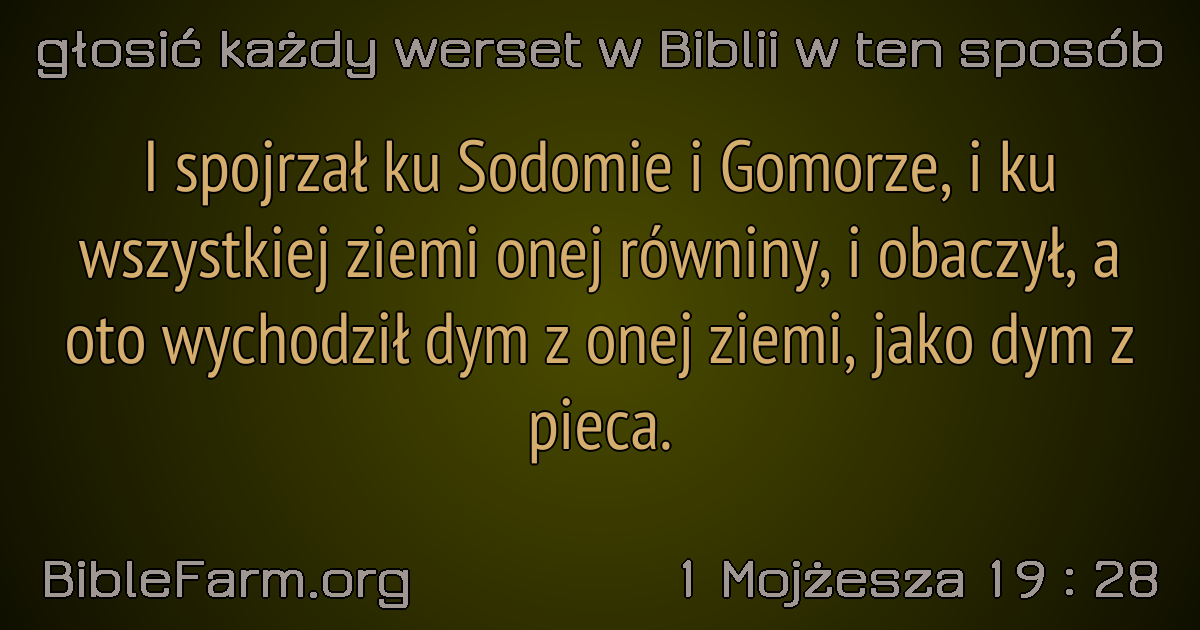 głosić każdy werset w Biblii w ten sposób
I spojrzał ku Sodomie i Gomorze, i ku
wszystkiej ziemi onej równiny, i obaczył, a
oto wychodził dym z onej ziemi, jako dym z
pieca.
BibleFarm.org
1 Mojżesza 19 : 28